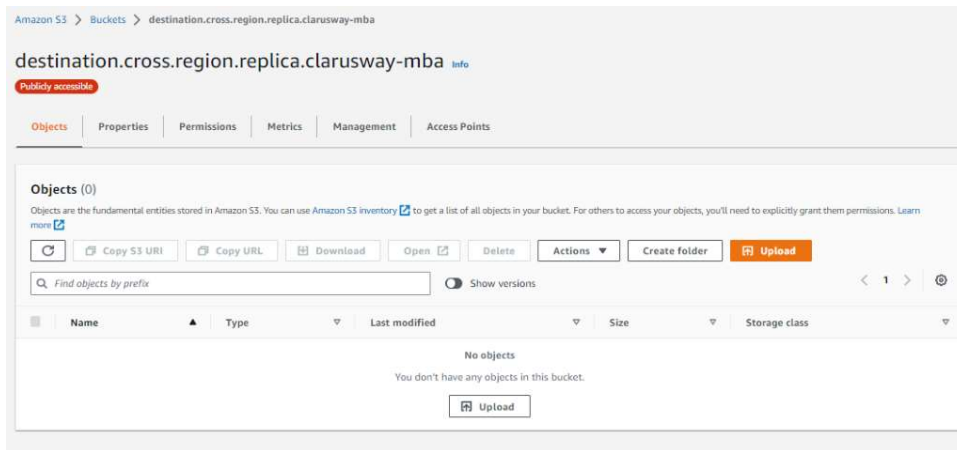 Amazon S3 > Buckets > destination.cross.region.replica.clarusway-mba
destination.cross.region.replica.clarusway-mba Info
Publicly accessible
Objects Properties Permissions Metrics Management Access Points
Objects (0)
Objects are the fundamental entities stored in Amazon S3. You can use Amazon S3 inventory to get a list of all objects in your bucket. For others to access your objects, you'll need to explicitly grant them permissions. Learn
more
Copy S3 URI Copy URL Download Open Delete Actions Create folder Upload
Find objects by prefix Show versions 1
Name Type Last modified Size Storage class
No objects
You don't have any objects in this bucket.
Upload